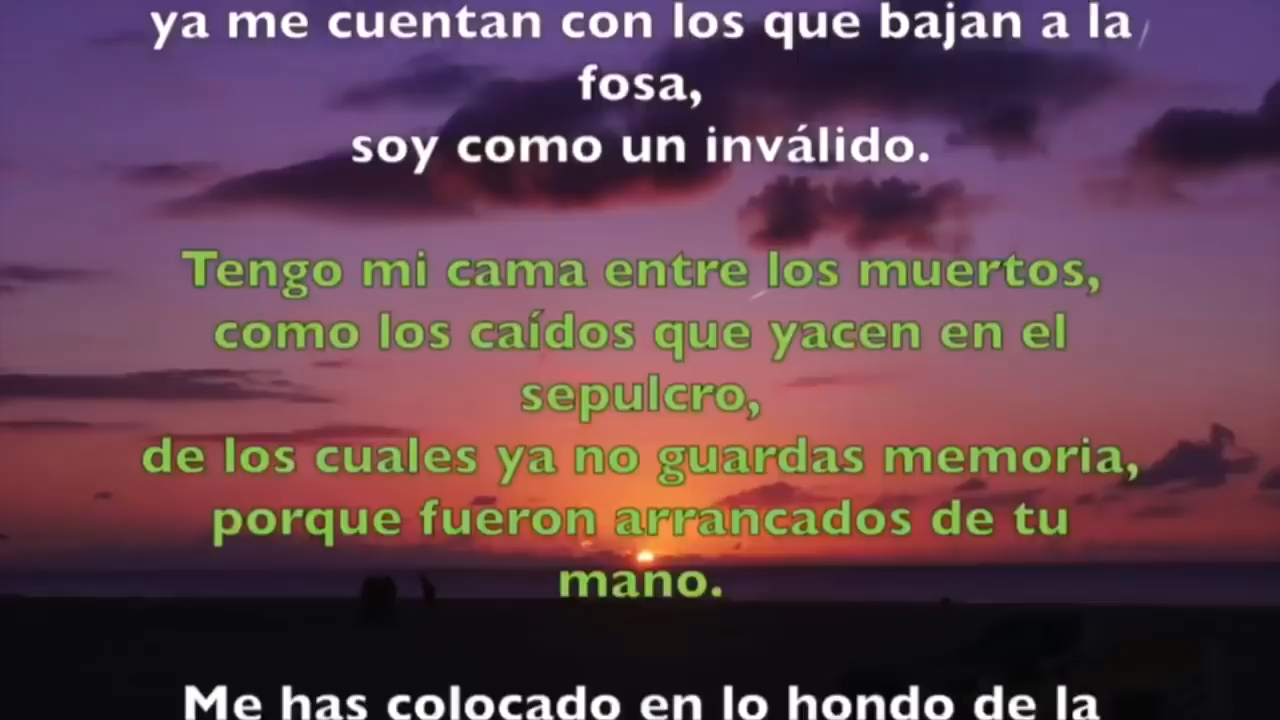 ya me cuentan con los que bajan a la
fosa,
soy como un inválido.
Tengo mi cama entre los muertos,
como los caídos que yacen en el
sepulcro,
de los cuales ya no guardas memoria,
porque fueron arrancados de tu
mano.
Me has colocado en lo hondo de la